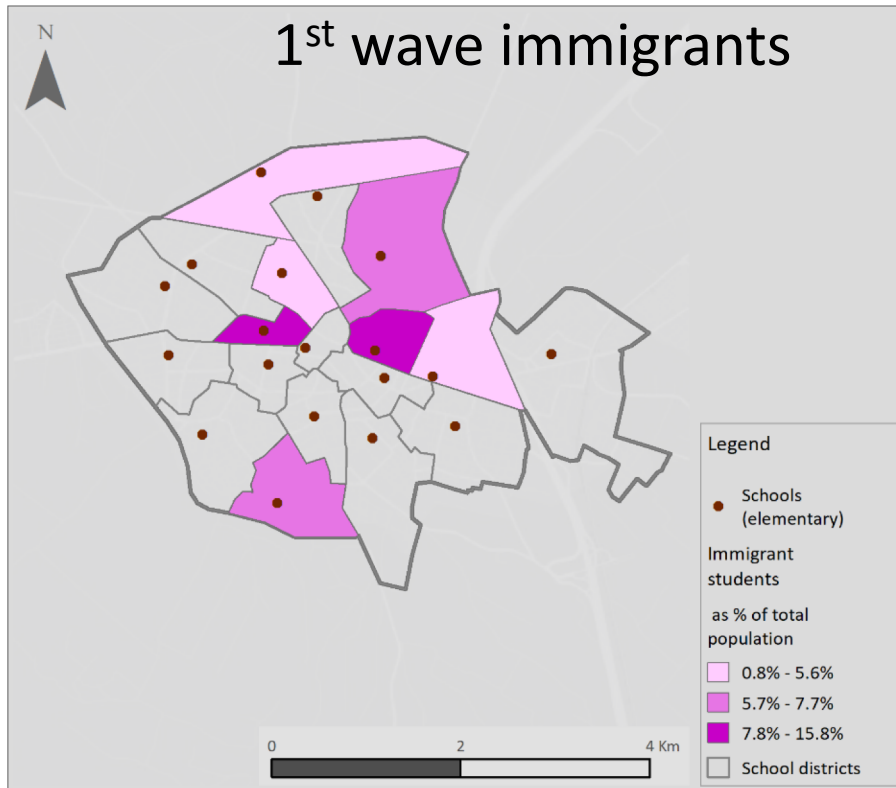 1st wave immigrants
N
Legend
Schools
(elementary)
Immigrant
students
as % of total
population
0.8% - 5.6%
5.7% - 7.7%
7.8% - 15.8%
School districts
0 2 4 Km